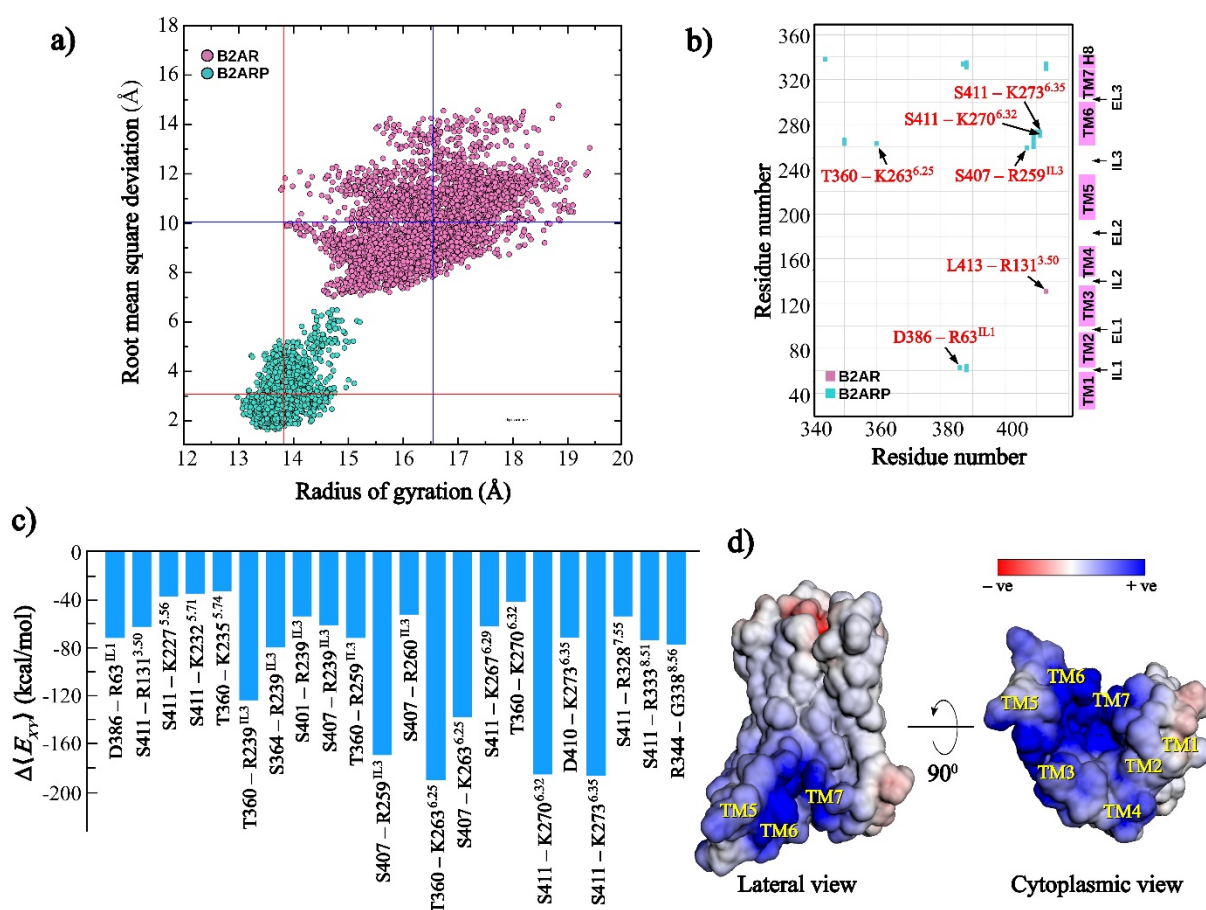 a)
18
16
14
12
10
8
6
4
2
Root mean square deviation (Å)
B2AR
B2ARP
12 13 14 15 16 17 18 19 20
Radius of gyration (Å)
b)
360
320
280
240
200
160
120
80
40
Residue number
S411 – K273^6.35
S411 – K270^6.32
T360 – K263^6.25
S407 – R259^IL3
L413 – R131^3.50
D386 – R63^IL1
B2AR
B2ARP
340 360 380 400
Residue number
TM7 H8
EL3
TM6
IL3
TM5
EL2
TM4
IL2
TM3
EL1
TM2
IL1
TM1
c)
0
-40
-80
-120
-160
-200
Δ⟨E_XY⟩ (kcal/mol)
D386 – R63^IL1
S411 – R131^3.50
S411 – K227^5.56
S411 – K232^5.71
T360 – K235^5.74
T360 – R239^IL3
S364 – R239^IL3
S401 – R239^IL3
S407 – R239^IL3
T360 – R259^IL3
S407 – R259^IL3
S407 – R260^IL3
T360 – K263^6.25
S407 – K263^6.25
S411 – K267^6.29
T360 – K270^6.32
S411 – K270^6.32
D410 – K273^6.35
S411 – K273^6.35
S411 – R328^7.55
S411 – R333^8.51
R344 – G338^8.56
d)
– ve
+ ve
TM5
TM6
TM7
Lateral view
90⁰
TM6
TM5
TM7
TM1
TM3
TM2
TM4
Cytoplasmic view